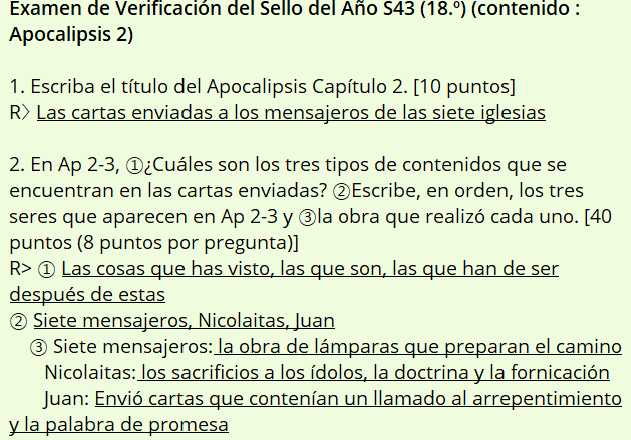 Examen de Verificación del Sello del Año S43 (18.º) (contenido :
Apocalipsis 2)
1. Escriba el título del Apocalipsis Capítulo 2. [10 puntos]
R〉 Las cartas enviadas a los mensajeros de las siete iglesias
2. En Ap 2-3, ①¿Cuáles son los tres tipos de contenidos que se
encuentran en las cartas enviadas? ②Escribe, en orden, los tres
seres que aparecen en Ap 2-3 y ③la obra que realizó cada uno. [40
puntos (8 puntos por pregunta)]
R> ① Las cosas que has visto, las que son, las que han de ser
después de estas
② Siete mensajeros, Nicolaitas, Juan
③ Siete mensajeros: la obra de lámparas que preparan el camino
Nicolaitas: los sacrificios a los ídolos, la doctrina y la fornicación
Juan: Envió cartas que contenían un llamado al arrepentimiento
y la palabra de promesa